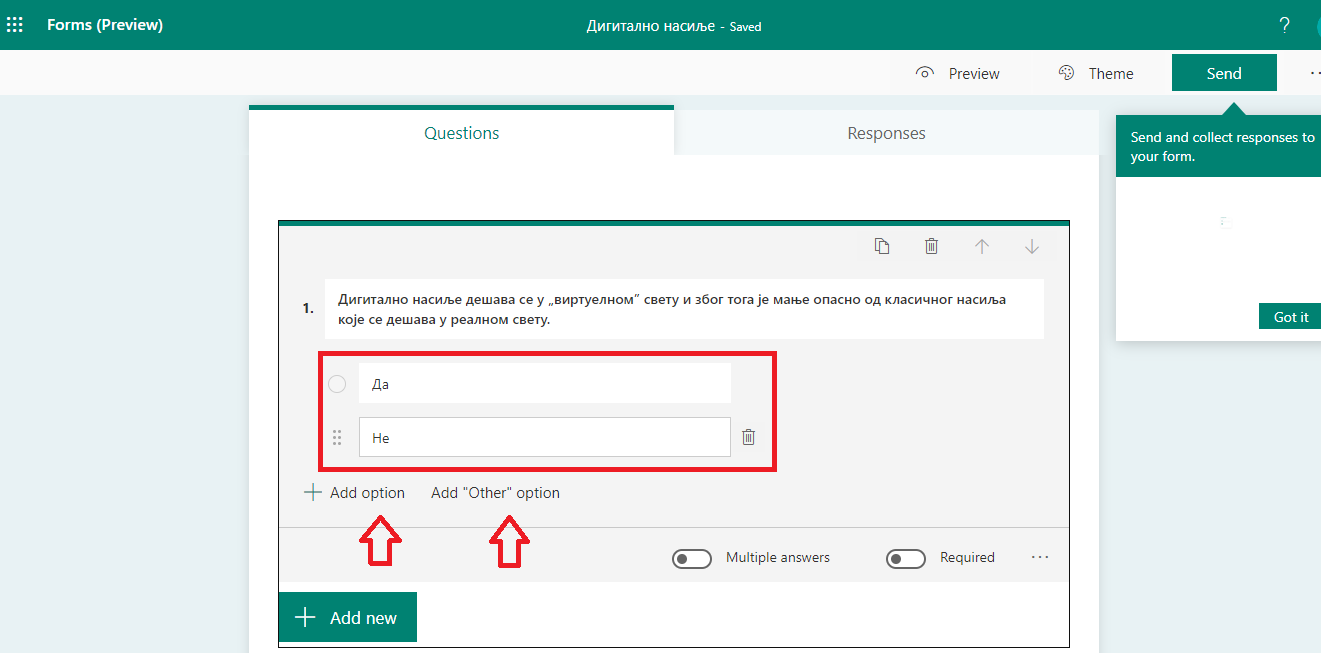 Forms (Preview)
Дигитално насиље - Saved
?
Preview
Theme
Send
Questions
Responses
Send and collect responses to
your form.
1.
Дигитално насиље дешава се у „виртуелном” свету и због тога је мање опасно од класичног насиља
које се дешава у реалном свету.
Got it
Да
Не
Add option
Add "Other" option
Multiple answers
Required
Add new